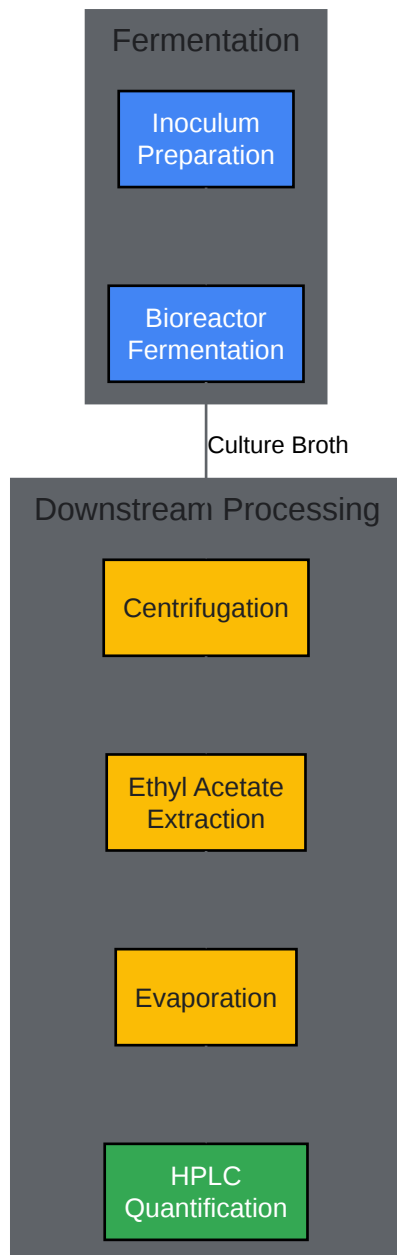 Fermentation
Inoculum
Preparation
Bioreactor
Fermentation
Culture Broth
Downstream Processing
Centrifugation
Ethyl Acetate
Extraction
Evaporation
HPLC
Quantification